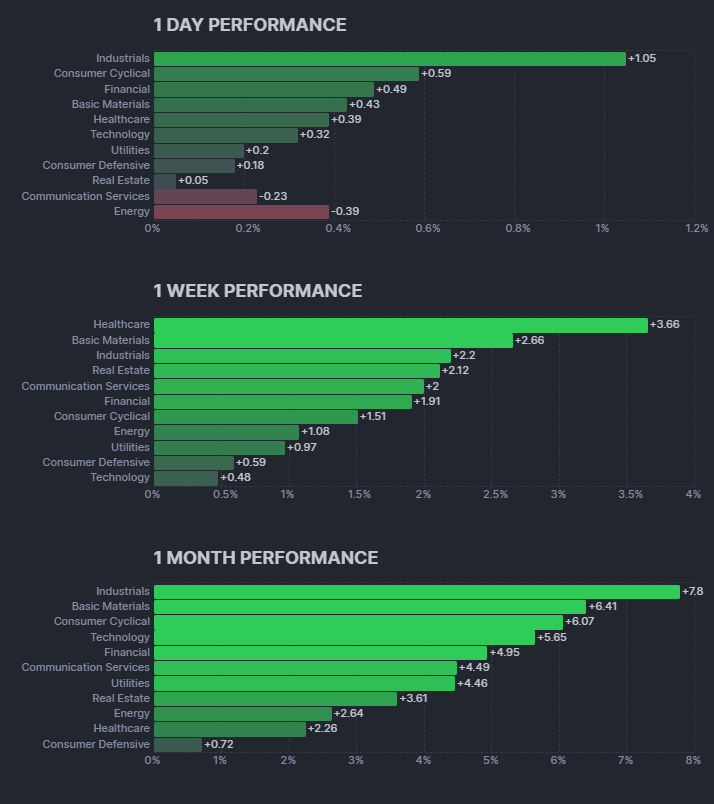 1 DAY PERFORMANCE
Industrials +1.05
Consumer Cyclical +0.59
Financial +0.49
Basic Materials +0.43
Healthcare +0.39
Technology +0.32
Utilities +0.2
Consumer Defensive +0.18
Real Estate +0.05
Communication Services -0.23
Energy -0.39
0% 0.2% 0.4% 0.6% 0.8% 1% 1.2%
1 WEEK PERFORMANCE
Healthcare +3.66
Basic Materials +2.66
Industrials +2.2
Real Estate +2.12
Communication Services +2
Financial +1.91
Consumer Cyclical +1.51
Energy +1.08
Utilities +0.97
Consumer Defensive +0.59
Technology +0.48
0% 0.5% 1% 1.5% 2% 2.5% 3% 3.5% 4%
1 MONTH PERFORMANCE
Industrials +7.8
Basic Materials +6.41
Consumer Cyclical +6.07
Technology +5.65
Financial +4.95
Communication Services +4.49
Utilities +4.46
Real Estate +3.61
Energy +2.64
Healthcare +2.26
Consumer Defensive +0.72
0% 1% 2% 3% 4% 5% 6% 7% 8%